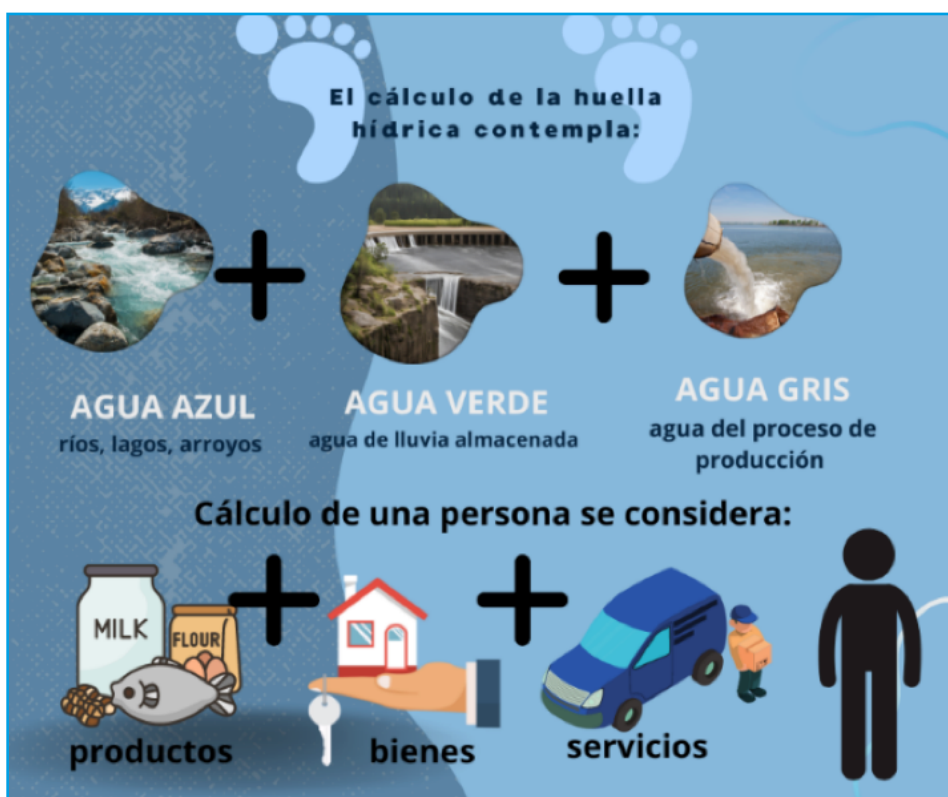 El cálculo de la huella
hídrica contempla:
AGUA AZUL
ríos, lagos, arroyos
AGUA VERDE
agua de lluvia almacenada
AGUA GRIS
agua del proceso de
producción
Cálculo de una persona se considera:
MILK
FLOUR
productos
bienes
servicios